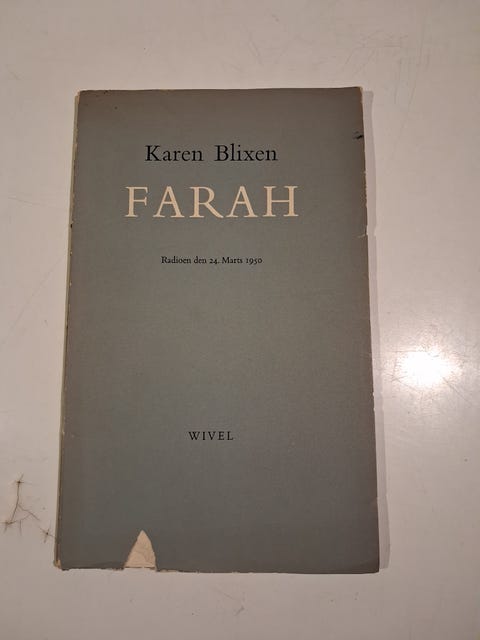 Karen Blixen
FARAH
Radioen den 24. Marts 1950
WIVEL